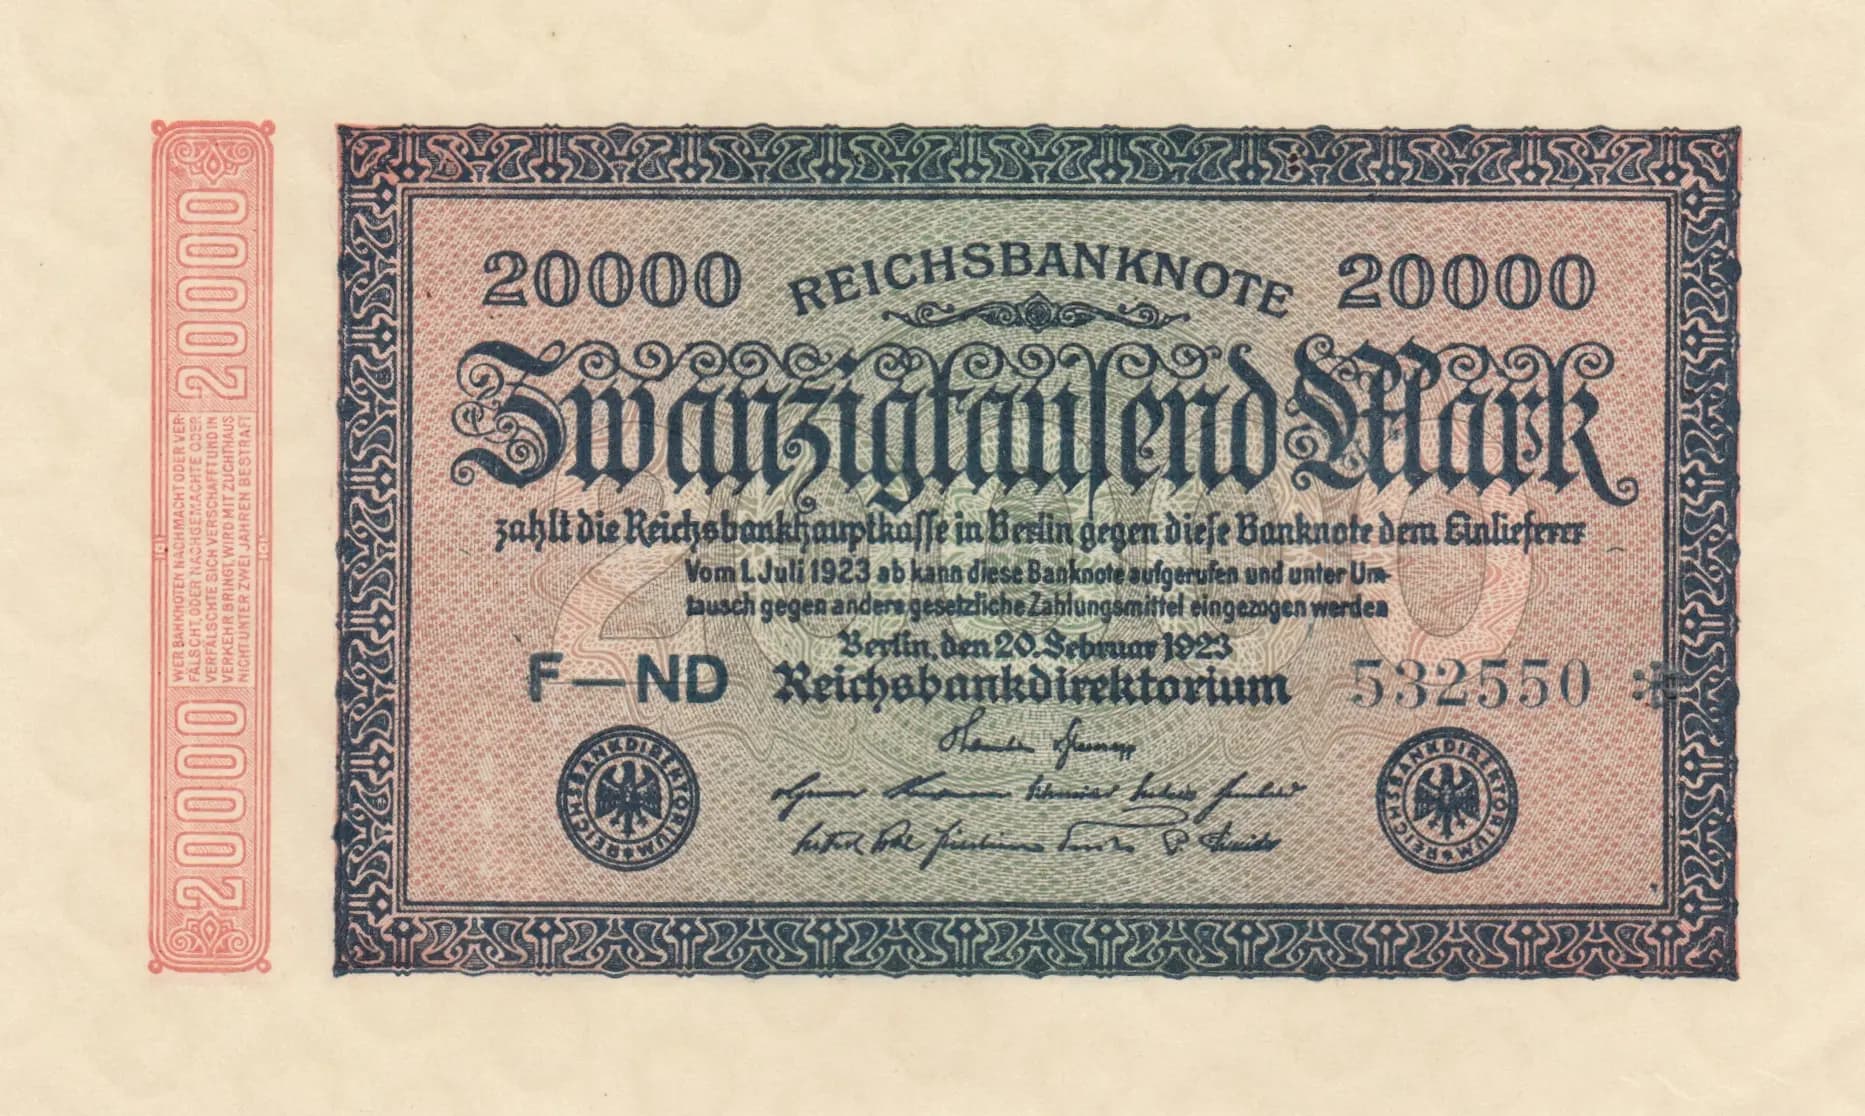 20000
WER BANKNOTEN NACHMACHT ODER VER-
FÄLSCHT, ODER NACHGEMACHTE ODER
VERFÄLSCHTE SICH VERSCHAFFT UND IN
VERKEHR BRINGT, WIRD MIT ZUCHTHAUS
NICHT UNTER ZWEI JAHREN BESTRAFT
20000
20000 REICHSBANKNOTE 20000
Zwanzigtausend Mark
zahlt die Reichsbankhauptkasse in Berlin gegen diese Banknote dem Einlieferer
Vom 1. Juli 1923 ab kann diese Banknote aufgerufen und unter Um-
tausch gegen andere gesetzliche Zahlungsmittel eingezogen werden
Berlin, den 20. Februar 1923
F—ND Reichsbankdirektorium 532550 *
REICHSBANKDIREKTORIUM
REICHSBANKDIREKTORIUM
20000